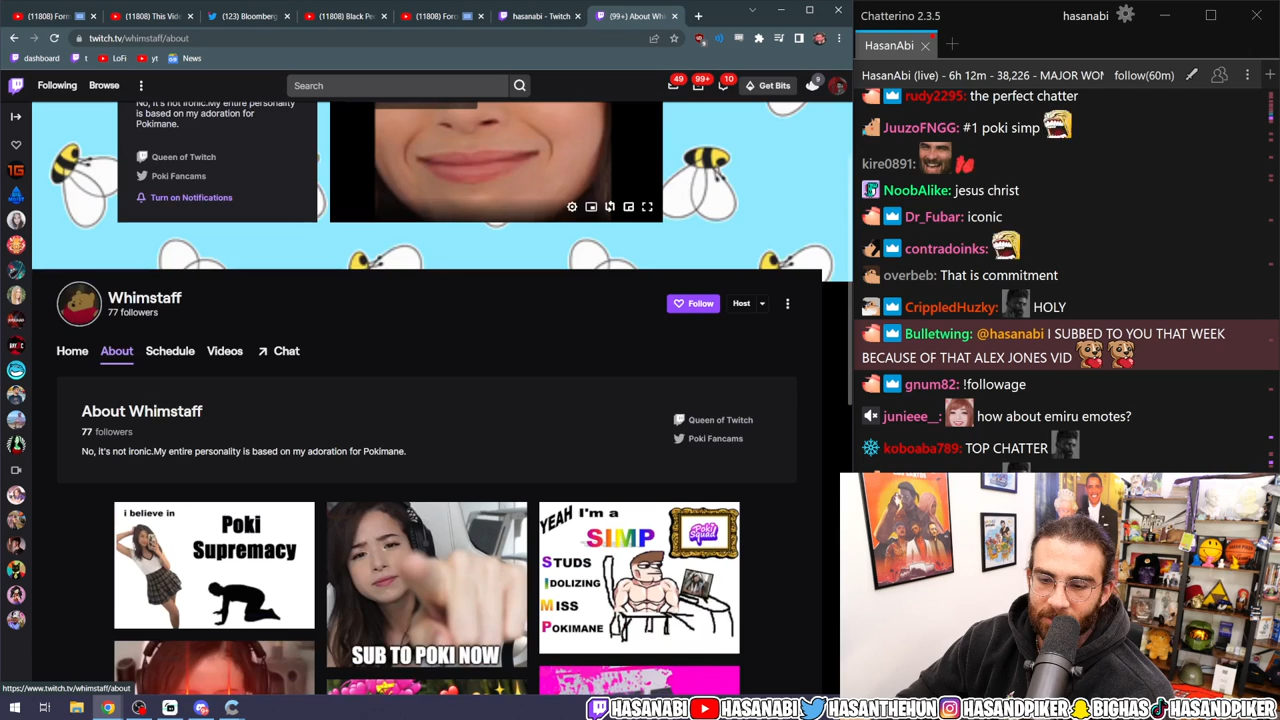 (11808) Form
(11808) This Vide
(123) Bloomberg
(11808) Black Pe
(11808) Foro
hasanabi - Twitch
(99+) About Whi
twitch.tv/whimstaff/about
dashboard
t
LoFi
yt
News
Following
Browse
Search
49
99+
10
Get Bits
9
No, it's not ironic.My entire
personality is based on
my adoration for
Pokimane.
Queen of Twitch
Poki Fancams
Turn on Notifications
Whimstaff
77 followers
Follow
Host
Home
About
Schedule
Videos
Chat
About Whimstaff
77 followers
No, it's not ironic.My entire personality is based on my adoration for Pokimane.
Queen of Twitch
Poki Fancams
i believe in
Poki
Supremacy
SUB TO POKI NOW
YEAH I'm a
SIMP
STUDS
IDOLIZING
MISS
POKIMANE
Poki
Squad
https://www.twitch.tv/whimstaff/about
Chatterino 2.3.5
hasanabi
HasanAbi
HasanAbi (live) - 6h 12m - 38,226 - MAJOR WON
follow(60m)
rudy2295: the perfect chatter
JuuzoFNGG: #1 poki simp
kire0891:
NoobAlike: jesus christ
Dr_Fubar: iconic
contradoinks:
overbeb: That is commitment
CrippledHuzky: HOLY
Bulletwing: @hasanabi I SUBBED TO YOU THAT WEEK
BECAUSE OF THAT ALEX JONES VID
gnum82: !followage
junieee__: how about emiru emotes?
koboaba789: TOP CHATTER
HASANABI
HASANABI
HASANTHEHUN
HASANDPIKER
BIGHAS
HASANDPIKER